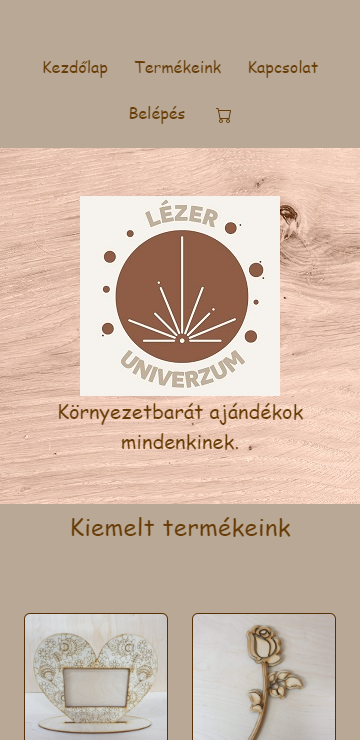 Kezdőlap Termékeink Kapcsolat
Belépés
LÉZER
UNIVERZUM
Környezetbarát ajándékok
mindenkinek.
Kiemelt termékeink